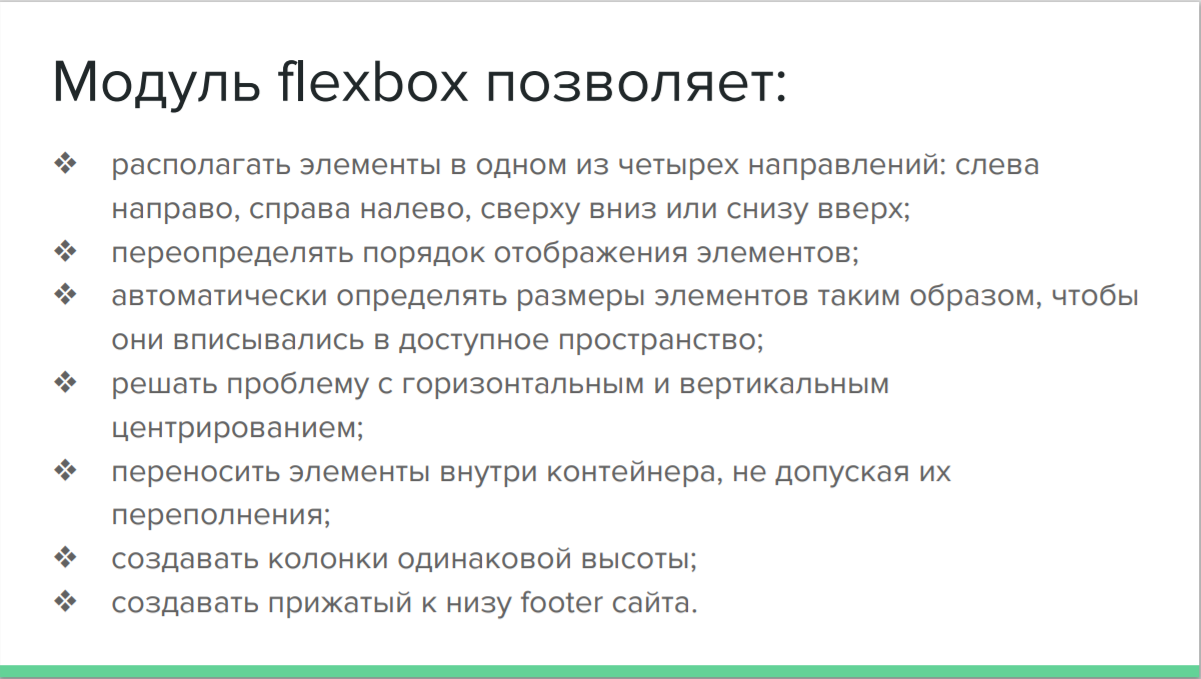 Модуль flexbox позволяет:
❖ располагать элементы в одном из четырех направлений: слева
направо, справа налево, сверху вниз или снизу вверх;
❖ переопределять порядок отображения элементов;
❖ автоматически определять размеры элементов таким образом, чтобы
они вписывались в доступное пространство;
❖ решать проблему с горизонтальным и вертикальным
центрированием;
❖ переносить элементы внутри контейнера, не допуская их
переполнения;
❖ создавать колонки одинаковой высоты;
❖ создавать прижатый к низу footer сайта.